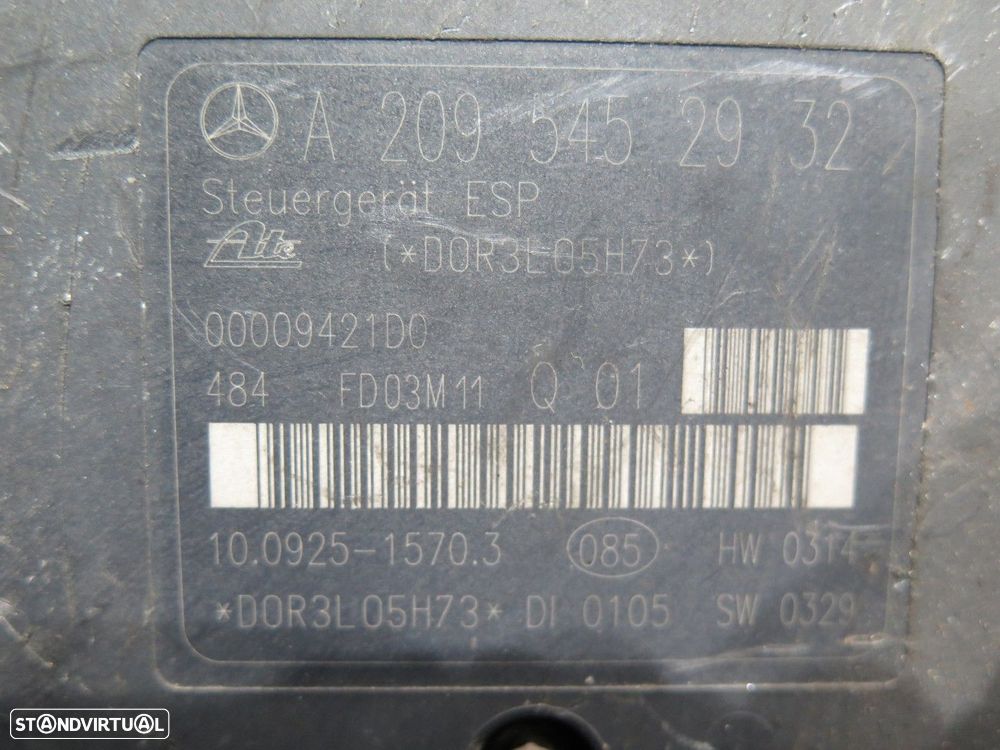 A 209 545 29 32
Steuergerät ESP
Ate (*D0R3L05H73*)
00009421D0
484 FD03M11 Q 01
10.0925-1570.3 085 HW 0314
*D0R3L05H73* DI 0105 SW 0329
STANDVIRTUAL